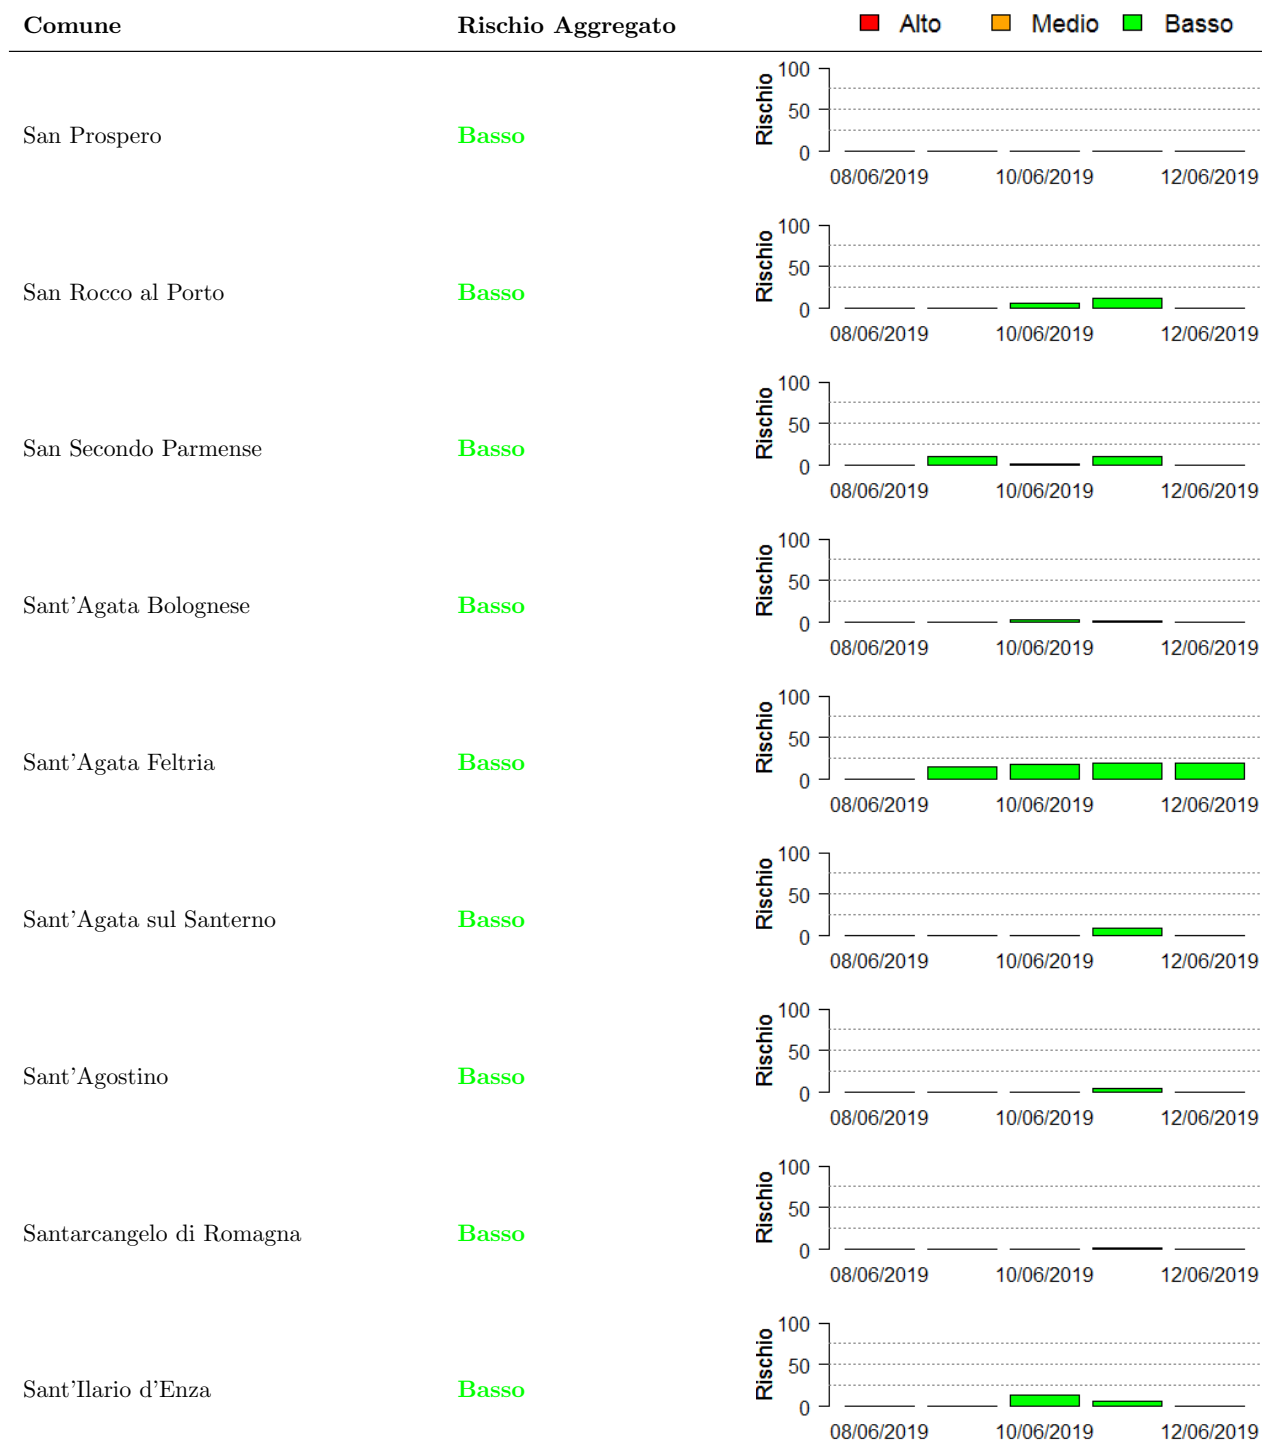 Comune Rischio Aggregato Alto Medio Basso
San Prospero Basso Rischio 100 50 0
08/06/2019 10/06/2019 12/06/2019
San Rocco al Porto Basso Rischio 100 50 0
08/06/2019 10/06/2019 12/06/2019
San Secondo Parmense Basso Rischio 100 50 0
08/06/2019 10/06/2019 12/06/2019
Sant'Agata Bolognese Basso Rischio 100 50 0
08/06/2019 10/06/2019 12/06/2019
Sant'Agata Feltria Basso Rischio 100 50 0
08/06/2019 10/06/2019 12/06/2019
Sant'Agata sul Santerno Basso Rischio 100 50 0
08/06/2019 10/06/2019 12/06/2019
Sant'Agostino Basso Rischio 100 50 0
08/06/2019 10/06/2019 12/06/2019
Santarcangelo di Romagna Basso Rischio 100 50 0
08/06/2019 10/06/2019 12/06/2019
Sant'Ilario d'Enza Basso Rischio 100 50 0
08/06/2019 10/06/2019 12/06/2019